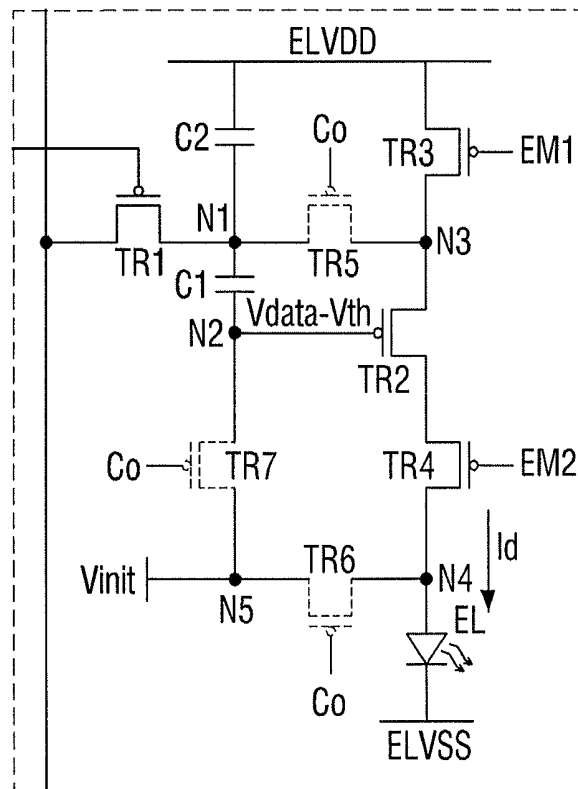 ELVDD
C2
Co
TR3
EM1
N1
N3
TR1
TR5
C1
Vdata-Vth
N2
TR2
Co
TR7
TR4
EM2
TR6
Id
Vinit
N4
N5
EL
Co
ELVSS